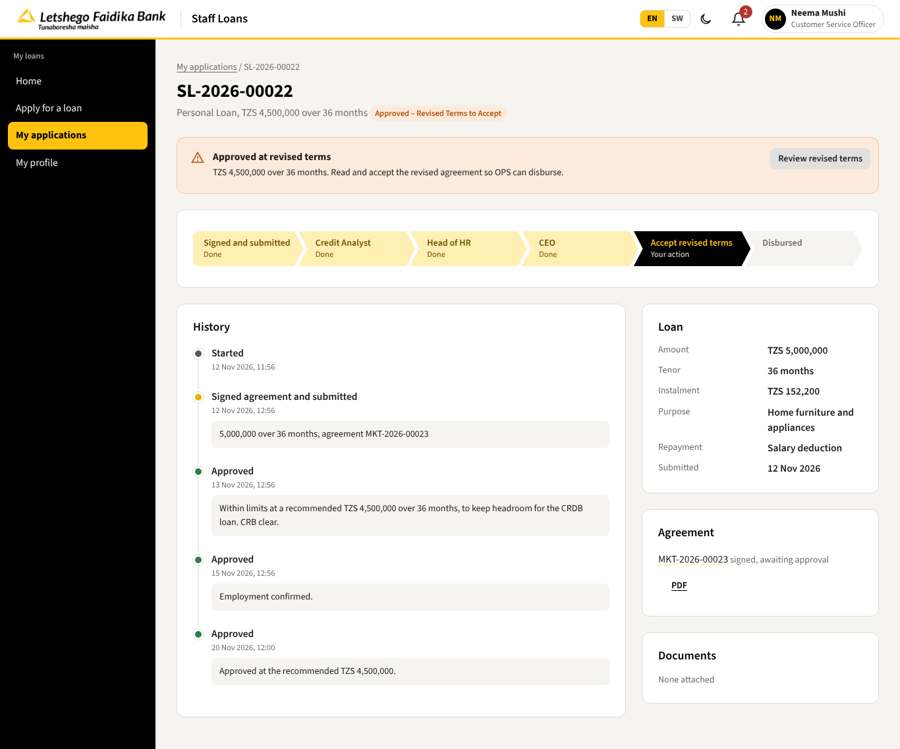 Letshego Faidika Bank
Tunaboresha maisha
Staff Loans
EN SW
2
NM
Neema Mushi
Customer Service Officer
My loans
Home
Apply for a loan
My applications
My profile
My applications / SL-2026-00022
SL-2026-00022
Personal Loan, TZS 4,500,000 over 36 months Approved – Revised Terms to Accept
Approved at revised terms
TZS 4,500,000 over 36 months. Read and accept the revised agreement so OPS can disburse.
Review revised terms
Signed and submitted
Done
Credit Analyst
Done
Head of HR
Done
CEO
Done
Accept revised terms
Your action
Disbursed
History
Started
12 Nov 2026, 11:56
Signed agreement and submitted
12 Nov 2026, 12:56
5,000,000 over 36 months, agreement MKT-2026-00023
Approved
13 Nov 2026, 12:56
Within limits at a recommended TZS 4,500,000 over 36 months, to keep headroom for the CRDB
loan. CRB clear.
Approved
15 Nov 2026, 12:56
Employment confirmed.
Approved
20 Nov 2026, 12:00
Approved at the recommended TZS 4,500,000.
Loan
Amount TZS 5,000,000
Tenor 36 months
Instalment TZS 152,200
Purpose Home furniture and
appliances
Repayment Salary deduction
Submitted 12 Nov 2026
Agreement
MKT-2026-00023 signed, awaiting approval
PDF
Documents
None attached